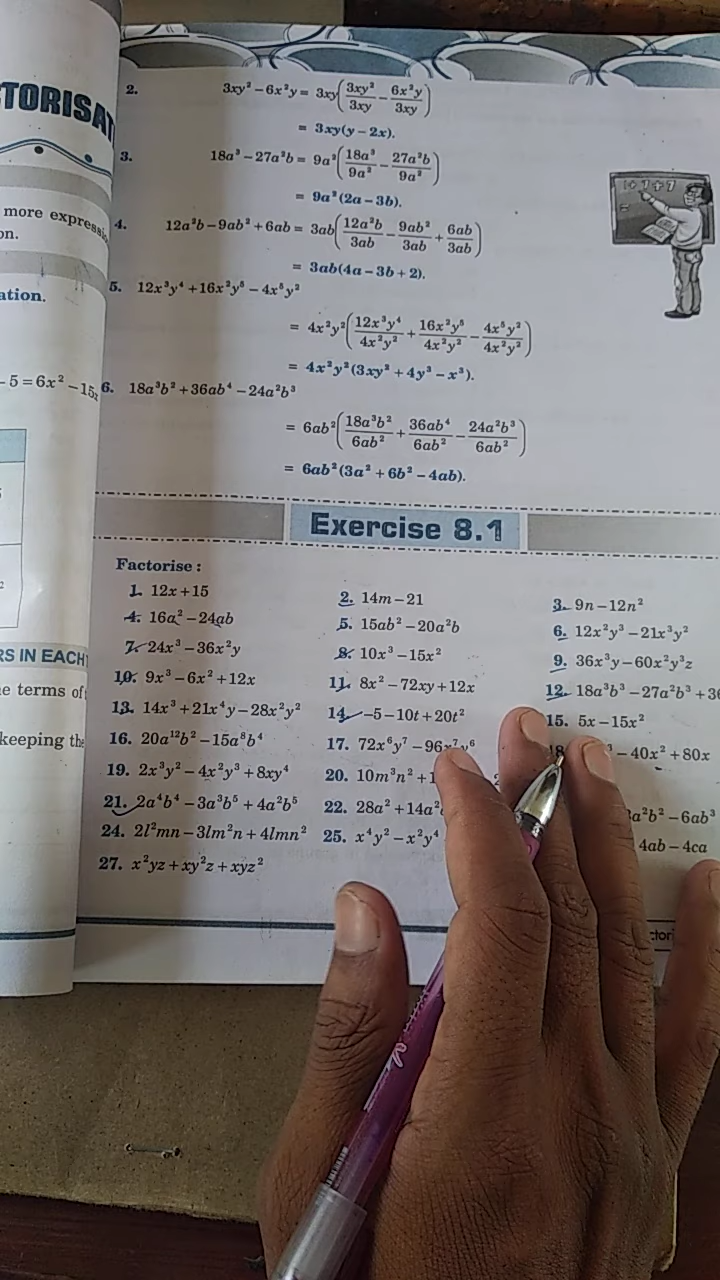 TORISAT
more expressi
on.
ation.
– 5 = 6x² – 15x
RS IN EACH
e terms of
keeping the
2. 3xy² – 6x²y = 3xy(3xy²/3xy – 6x²y/3xy)
= 3xy(y – 2x).
3. 18a³ – 27a²b = 9a²(18a³/9a² – 27a²b/9a²)
= 9a²(2a – 3b).
4. 12a²b – 9ab² + 6ab = 3ab(12a²b/3ab – 9ab²/3ab + 6ab/3ab)
= 3ab(4a – 3b + 2).
5. 12x³y⁴ + 16x²y⁵ – 4x⁵y²
= 4x²y²(12x³y⁴/4x²y² + 16x²y⁵/4x²y² – 4x⁵y²/4x²y²)
= 4x²y²(3xy² + 4y³ – x³).
6. 18a³b² + 36ab⁴ – 24a²b³
= 6ab²(18a³b²/6ab² + 36ab⁴/6ab² – 24a²b³/6ab²)
= 6ab²(3a² + 6b² – 4ab).
Exercise 8.1
Factorise :
1. 12x + 15 2. 14m – 21 3. 9n – 12n²
4. 16a² – 24ab 5. 15ab² – 20a²b 6. 12x²y³ – 21x³y²
7. 24x³ – 36x²y 8. 10x³ – 15x² 9. 36x³y – 60x²y³z
10. 9x³ – 6x² + 12x 11. 8x² – 72xy + 12x 12. 18a³b³ – 27a²b³ + 36
13. 14x³ + 21x⁴y – 28x²y² 14. –5 – 10t + 20t² 15. 5x – 15x²
16. 20a¹²b² – 15a⁸b⁴ 17. 72x⁶y⁷ – 96x⁷y⁶ 18 ³ – 40x² + 80x
19. 2x³y² – 4x²y³ + 8xy⁴ 20. 10m³n² + 1
21. 2a⁴b⁴ – 3a³b⁵ + 4a²b⁵ 22. 28a² + 14a² a²b² – 6ab³
24. 2l²mn – 3lm²n + 4lmn² 25. x⁴y² – x²y⁴ 4ab – 4ca
27. x²yz + xy²z + xyz²
ctori